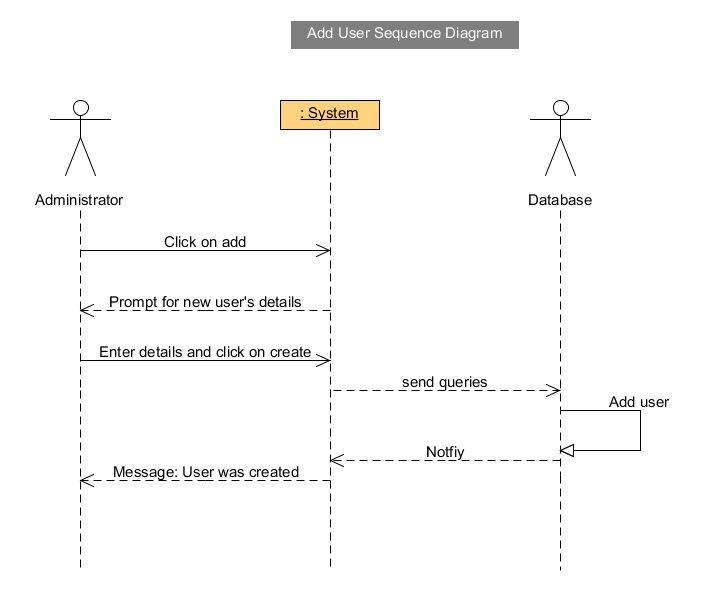 Add User Sequence Diagram
: System
Administrator
Database
Click on add
Prompt for new user's details
Enter details and click on create
send queries
Add user
Notfiy
Message: User was created